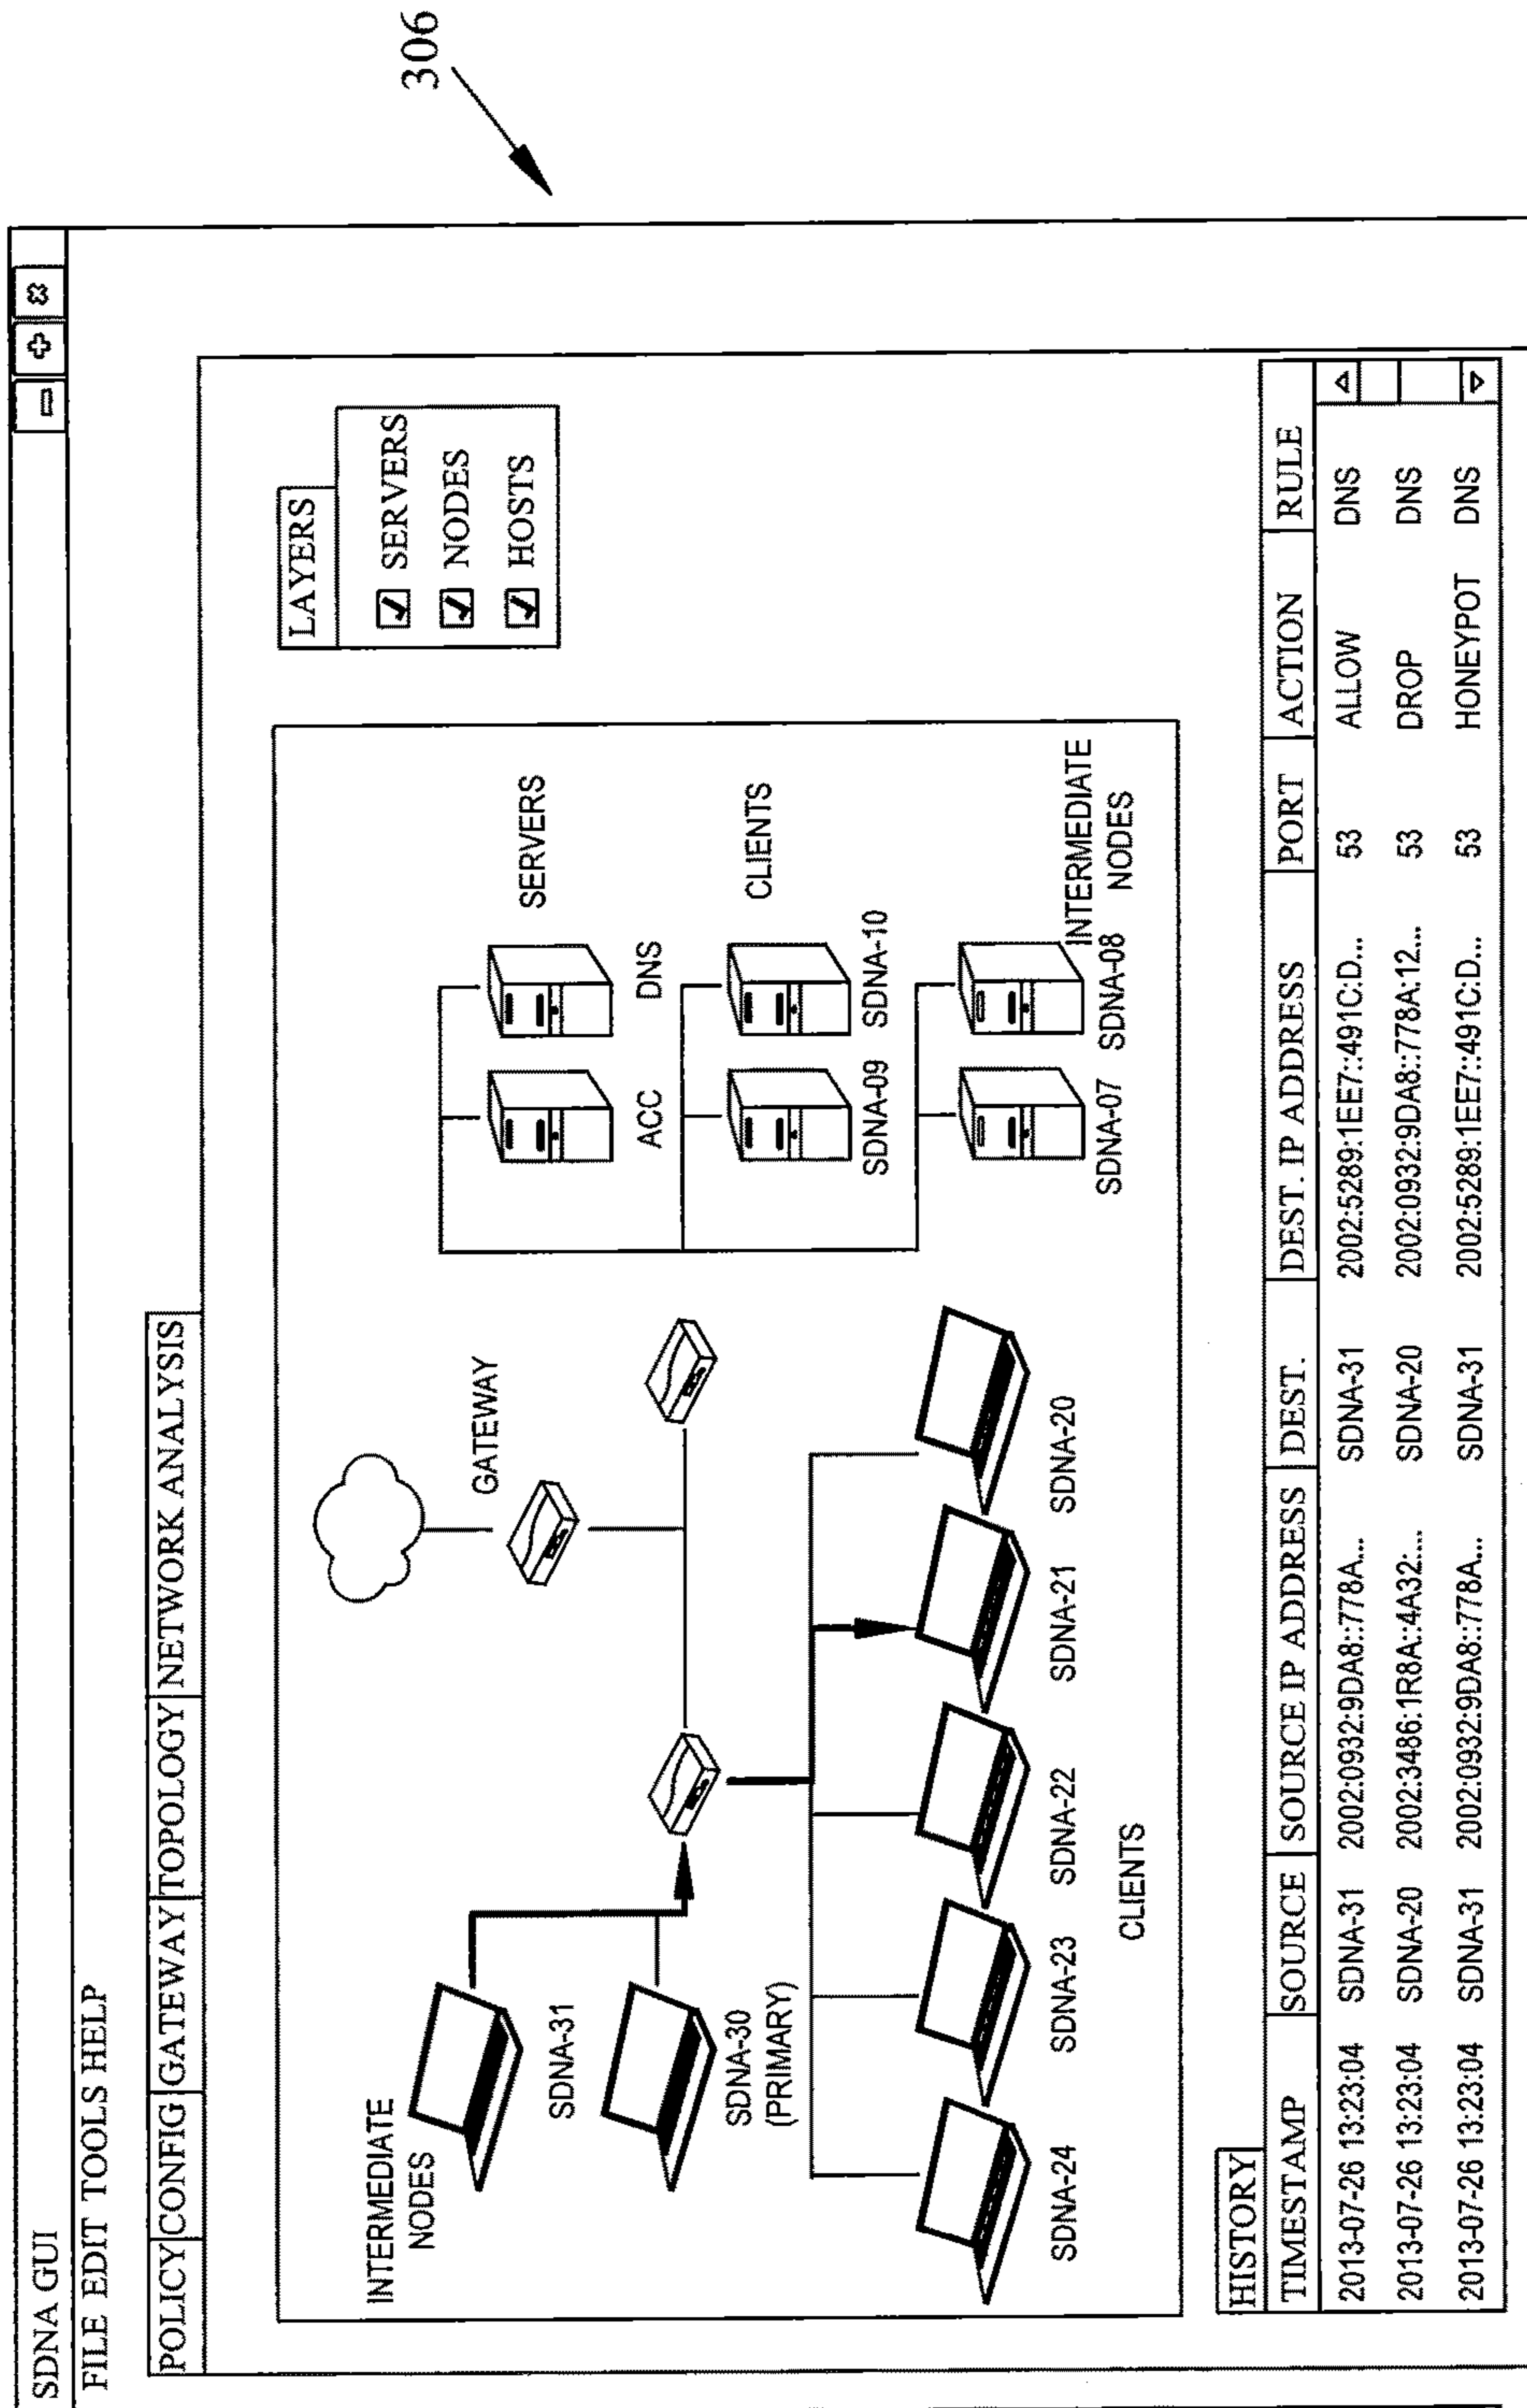 306
SDNA GUI
FILE EDIT TOOLS HELP
POLICY CONFIG GATEWAY TOPOLOGY NETWORK ANALYSIS
LAYERS
SERVERS
NODES
HOSTS
INTERMEDIATE
NODES
SDNA-31
SDNA-30
(PRIMARY)
GATEWAY
SDNA-24 SDNA-23 SDNA-22 SDNA-21 SDNA-20
CLIENTS
ACC DNS
SERVERS
SDNA-09 SDNA-10
CLIENTS
SDNA-07 SDNA-08
INTERMEDIATE
NODES
HISTORY
TIMESTAMP SOURCE SOURCE IP ADDRESS DEST. DEST. IP ADDRESS PORT ACTION RULE
2013-07-26 13:23:04 SDNA-31 2002:0932:9DA8::778A... SDNA-31 2002:5289:1EE7::491C:D... 53 ALLOW DNS
2013-07-26 13:23:04 SDNA-20 2002:3486:1R8A::4A32:... SDNA-20 2002:0932:9DA8::778A:12... 53 DROP DNS
2013-07-26 13:23:04 SDNA-31 2002:0932:9DA8::778A... SDNA-31 2002:5289:1EE7::491C:D... 53 HONEYPOT DNS